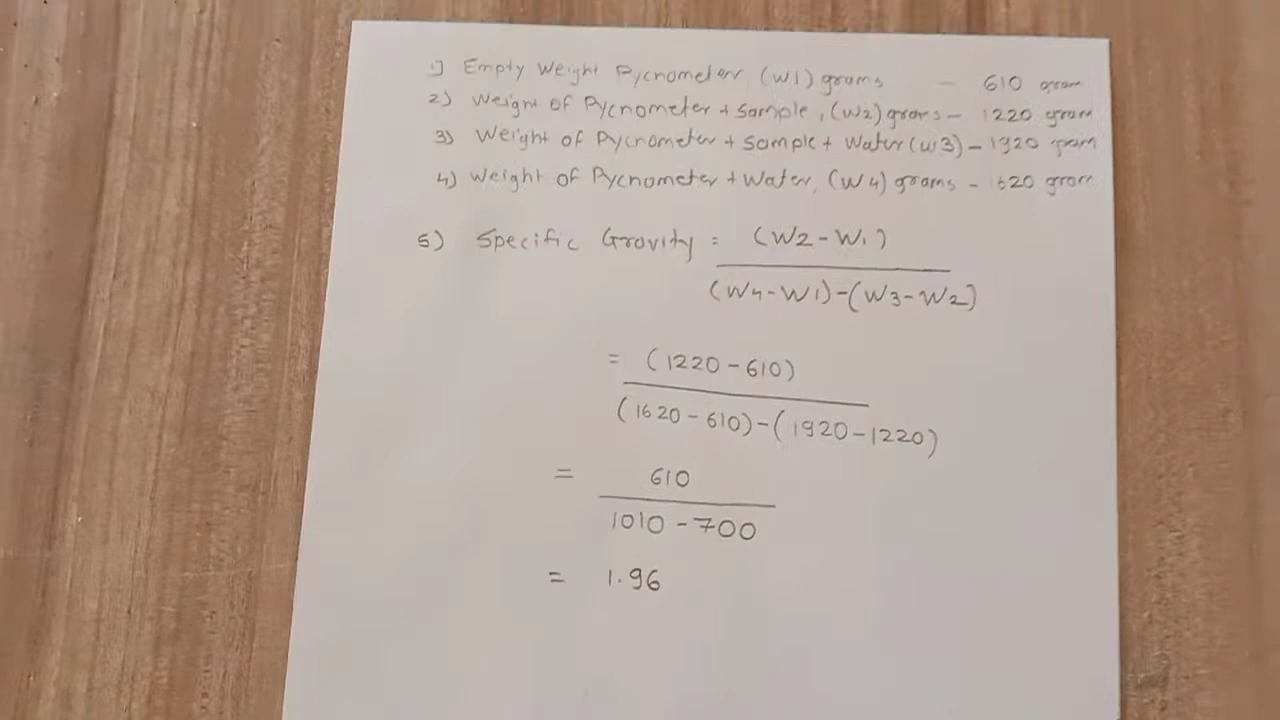 1) Empty Weight Pycnometer, (W1) grams - 610 gram
2) Weight of Pycnometer + Sample, (W2) grams - 1220 gram
3) Weight of Pycnometer + Sample + Water (W3) - 1920 gram
4) Weight of Pycnometer + Water, (W4) grams - 1620 gram
5) Specific Gravity = (W2 - W1)
(W4 - W1) - (W3 - W2)
= (1220 - 610)
(1620 - 610) - (1920 - 1220)
= 610
1010 - 700
= 1.96